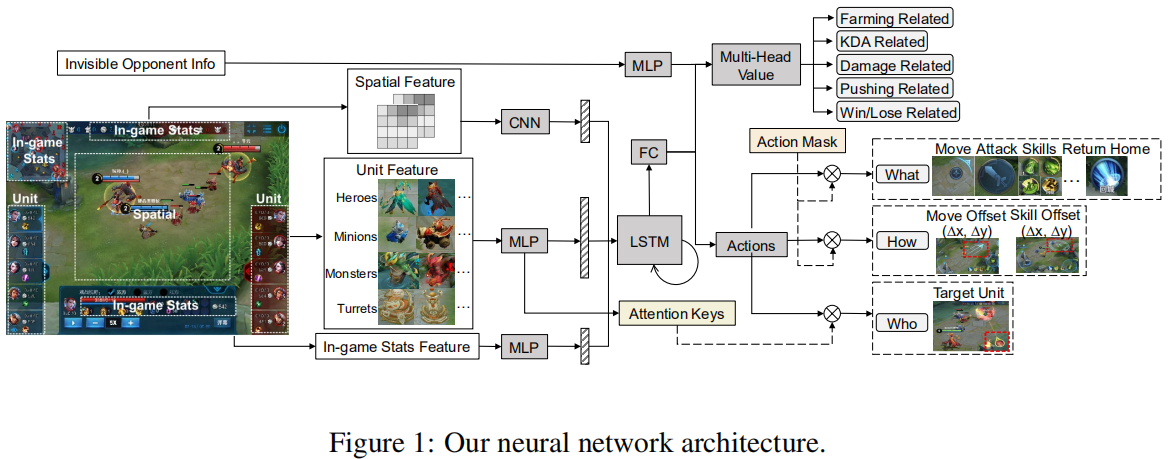 Invisible Opponent Info
MLP
Multi-Head
Value
Farming Related
KDA Related
Damage Related
Pushing Related
Win/Lose Related
Spatial Feature
CNN
In-game Stats
In-game
Stats
Unit
Unit
Spatial
In-game Stats
5X
Unit Feature
Heroes
...
Minions
...
Monsters
...
Turrets
...
MLP
In-game Stats Feature
MLP
FC
LSTM
Attention Keys
Actions
Action Mask
What
Move Attack Skills Return Home
...
How
Move Offset
(Δx, Δy)
Skill Offset
(Δx, Δy)
Who
Target Unit
Figure 1: Our neural network architecture.